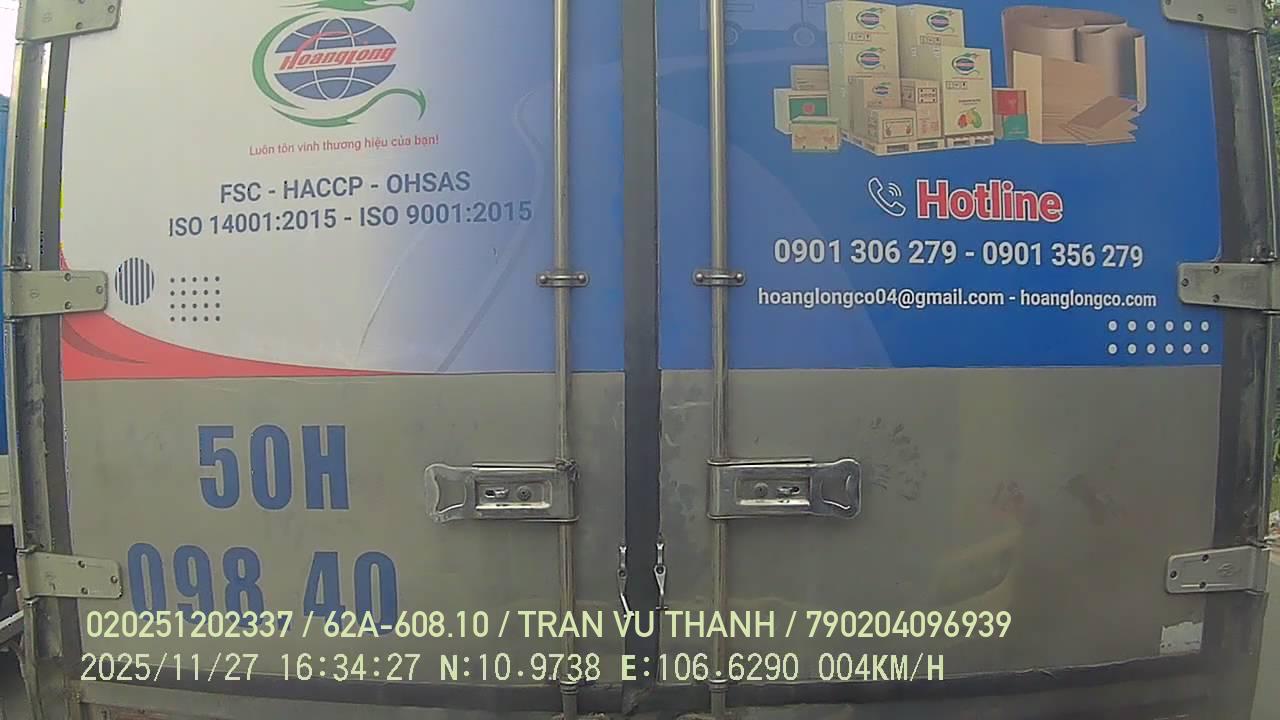 HoangLong
Luôn tôn vinh thương hiệu của bạn!
FSC - HACCP - OHSAS
ISO 14001:2015 - ISO 9001:2015
Hotline
0901 306 279 - 0901 356 279
hoanglongco04@gmail.com - hoanglongco.com
50H
098.40
020251202337 / 62A-608.10 / TRAN VU THANH / 790204096939
2025/11/27 16:34:27 N:10.9738 E:106.6290 004KM/H